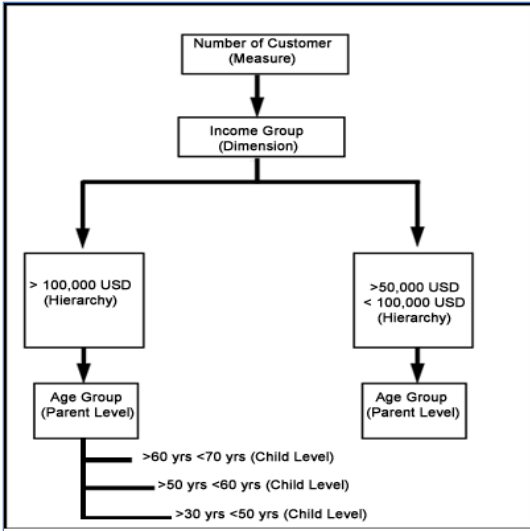 Number of Customer
(Measure)
Income Group
(Dimension)
> 100,000 USD
(Hierarchy)
>50,000 USD
< 100,000 USD
(Hierarchy)
Age Group
(Parent Level)
Age Group
(Parent Level)
>60 yrs <70 yrs (Child Level)
>50 yrs <60 yrs (Child Level)
>30 yrs <50 yrs (Child Level)